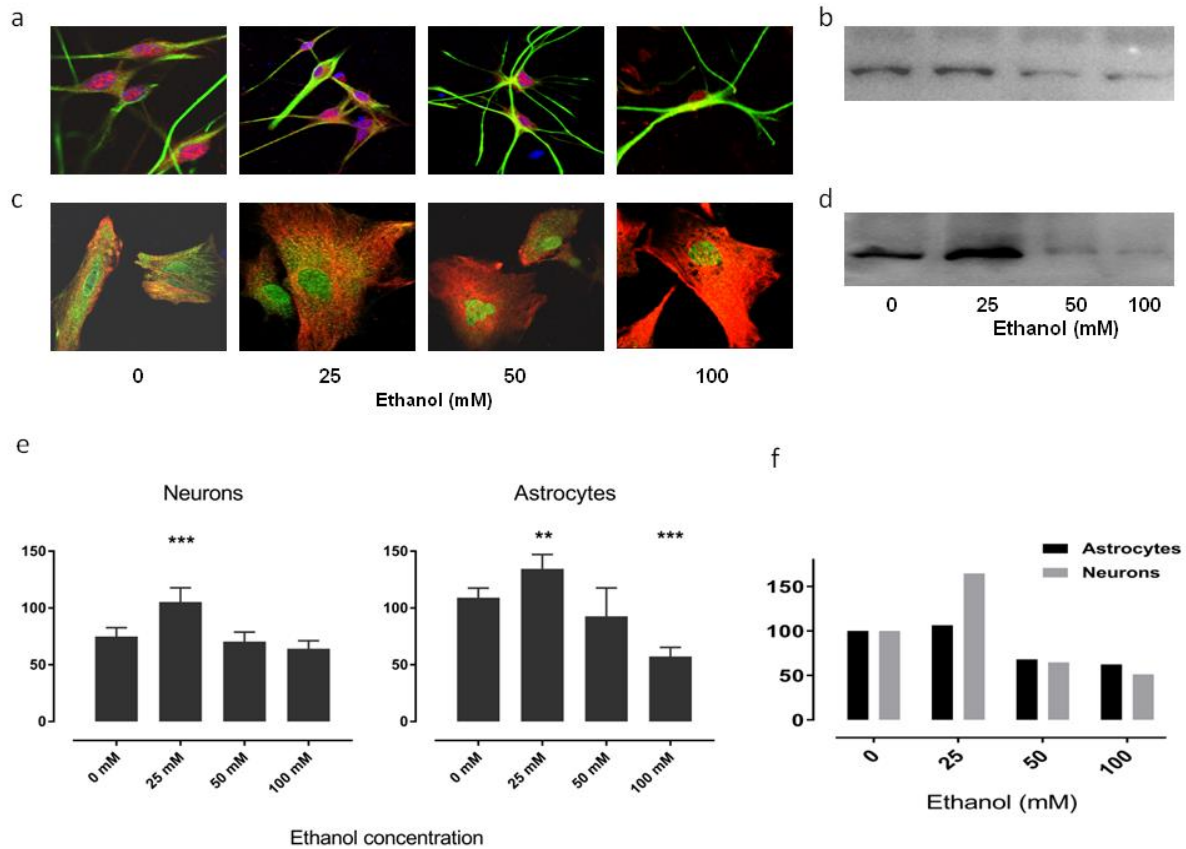 a
b
c
d
0 25 50 100
Ethanol (mM)
0 25 50 100
Ethanol (mM)
e
f
Neurons
Astrocytes
***
** ***
150
100
50
0
0 mM 25 mM 50 mM 100 mM
150
100
50
0
0 mM 25 mM 50 mM 100 mM
Ethanol concentration
Astrocytes
Neurons
150
100
50
0
0 25 50 100
Ethanol (mM)